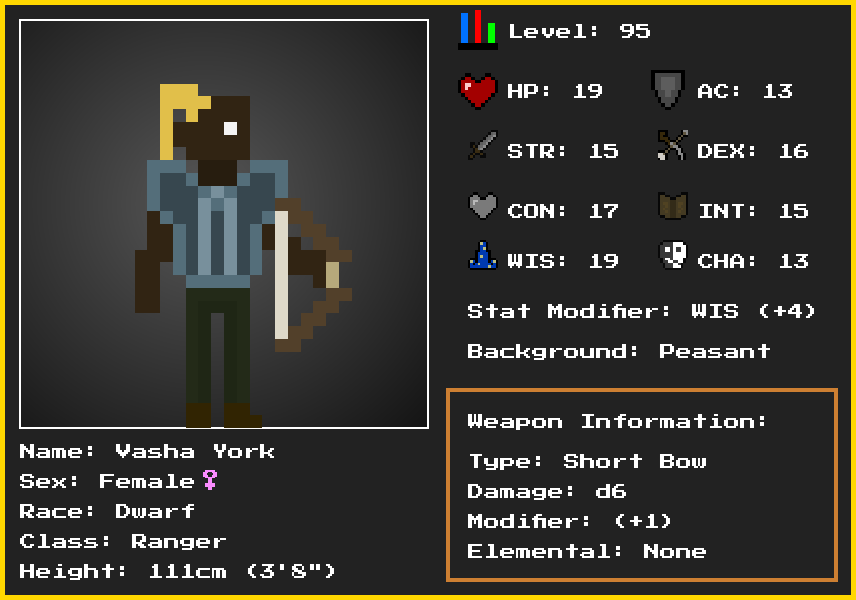 Level: 95
HP: 19 AC: 13
STR: 15 DEX: 16
CON: 17 INT: 15
WIS: 19 CHA: 13
Stat Modifier: WIS (+4)
Background: Peasant
Weapon Information:
Type: Short Bow
Damage: d6
Modifier: (+1)
Elemental: None
Name: Vasha York
Sex: Female♀
Race: Dwarf
Class: Ranger
Height: 111cm (3'8")